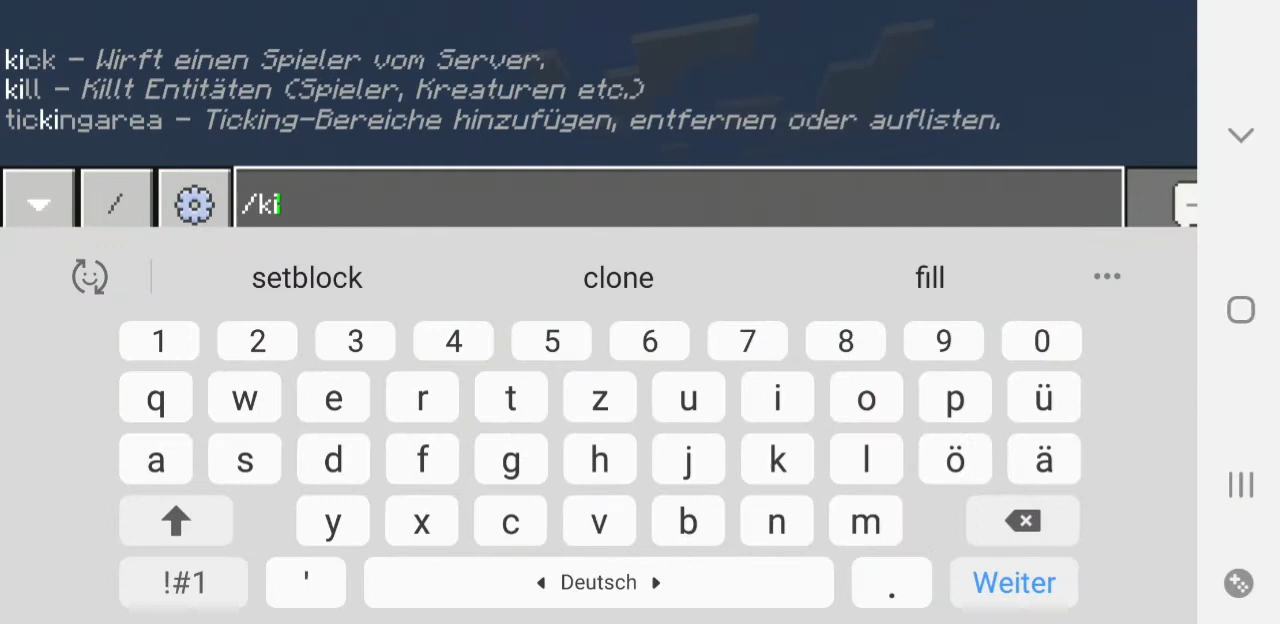 kick – Wirft einen Spieler vom Server.
kill – Killt Entitäten (Spieler, Kreaturen etc.)
tickingarea – Ticking-Bereiche hinzufügen, entfernen oder auflisten.
/ /ki
setblock clone fill ...
1 2 3 4 5 6 7 8 9 0
q w e r t z u i o p ü
a s d f g h j k l ö ä
y x c v b n m
!#1 ' Deutsch . Weiter